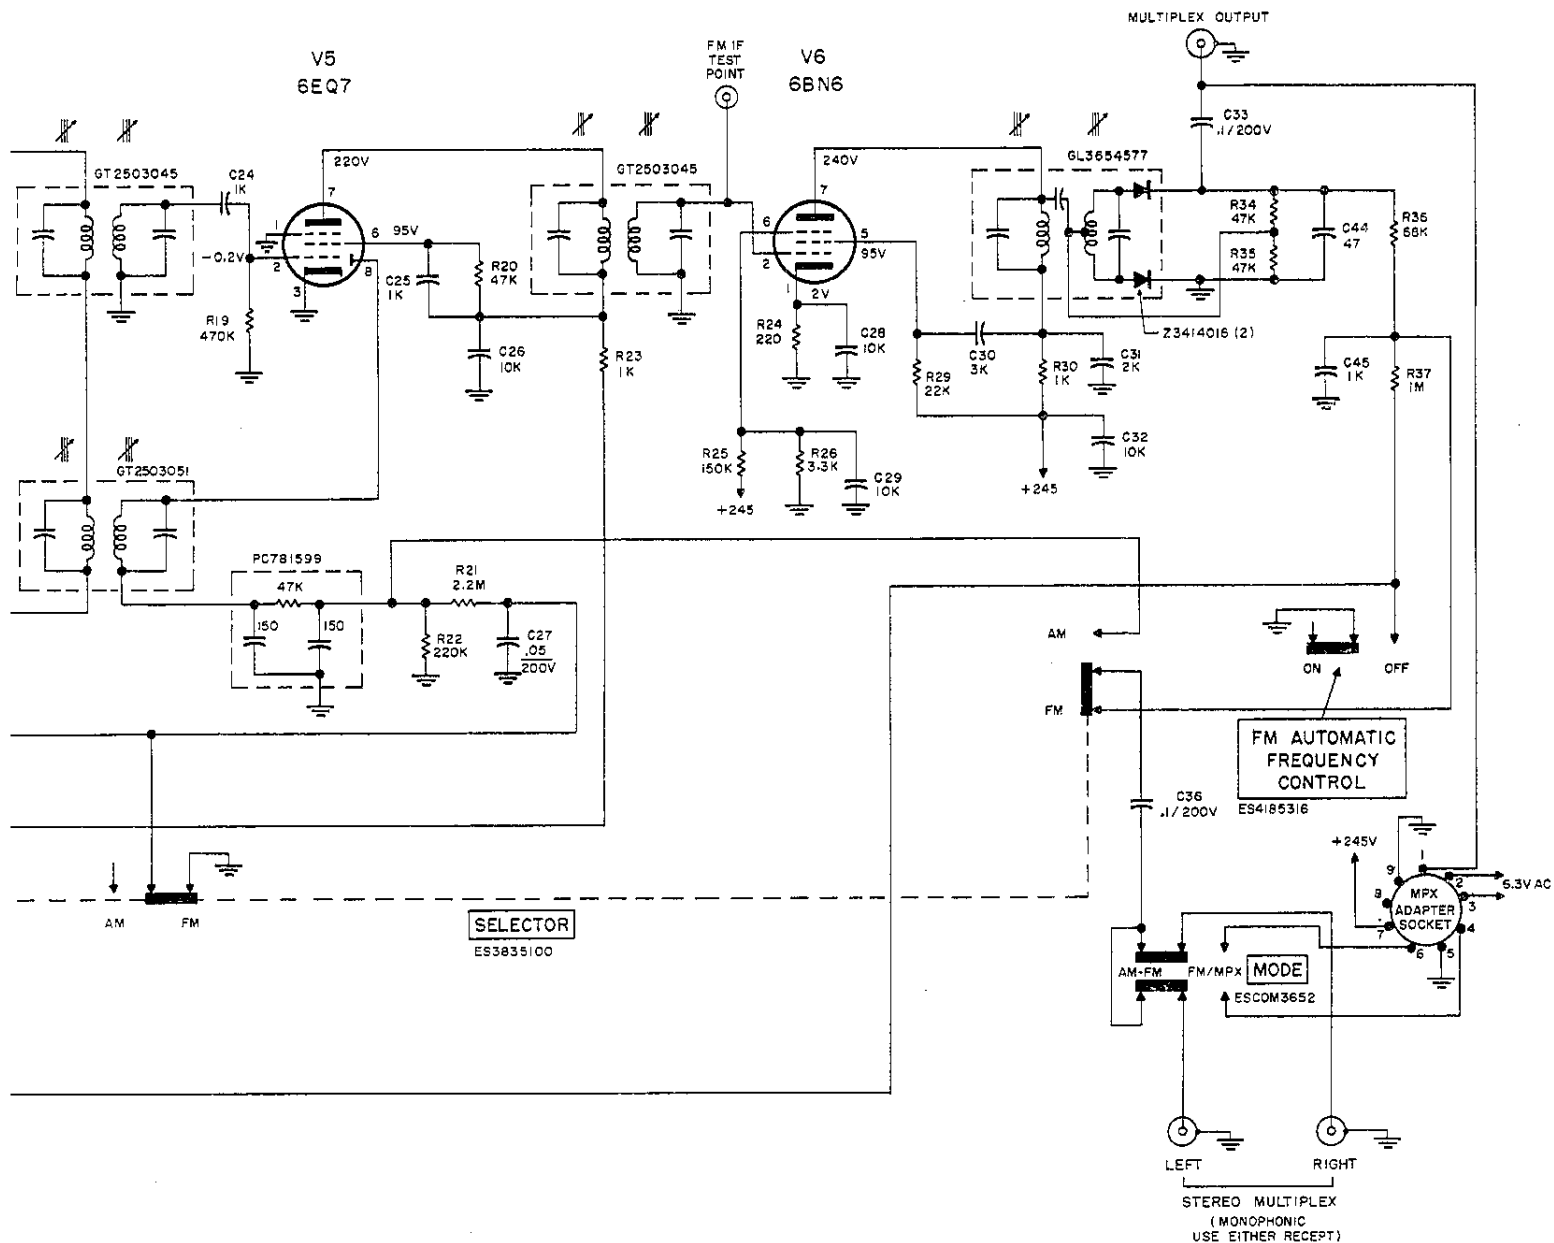 MULTIPLEX OUTPUT
V5
6EQ7
FM IF
TEST
POINT
V6
6BN6
C33
.1/200V
GT2503045
C24
1K
220V
7
1
6
95V
-0.2V
2
8
3
R19
470K
C25
1K
R20
47K
C26
10K
GT2503045
R23
1K
240V
7
6
5
95V
2
1
2V
R24
220
C28
10K
GL3654577
R34
47K
R35
47K
C44
47
R36
68K
Z3414016 (2)
C30
3K
R29
22K
R30
1K
C31
2K
C45
1K
R37
1M
C32
10K
+245
R25
150K
R26
3.3K
C29
10K
+245
GT2503051
PC781599
47K
150
150
R21
2.2M
R22
220K
C27
.05
200V
AM
FM
ON
OFF
FM AUTOMATIC
FREQUENCY
CONTROL
ES4185316
C36
.1/200V
+245V
9
1
2
6.3V AC
8
3
MPX
ADAPTER
SOCKET
7
4
6
5
AM
FM
SELECTOR
ES3835100
AM-FM
FM/MPX
MODE
ESCOM3652
LEFT
RIGHT
STEREO MULTIPLEX
(MONOPHONIC
USE EITHER RECEPT)